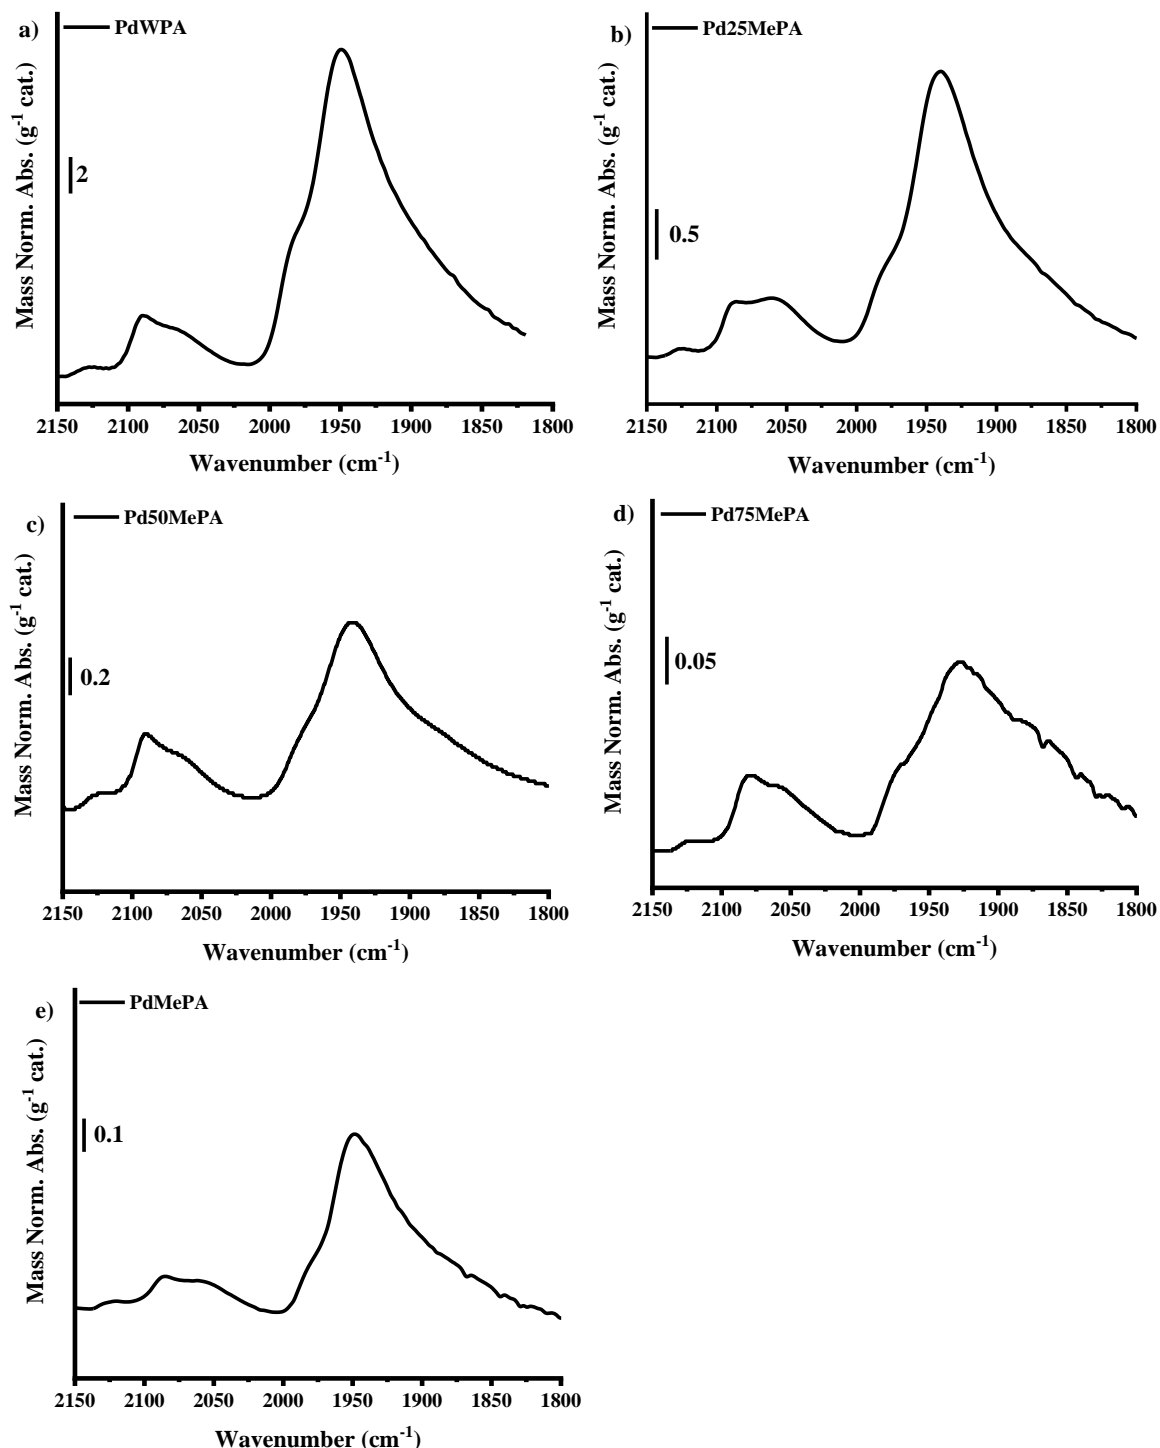 a)
PdWPA
Mass Norm. Abs. (g-1 cat.)
2
2150 2100 2050 2000 1950 1900 1850 1800
Wavenumber (cm-1)
b)
Pd25MePA
Mass Norm. Abs. (g-1 cat.)
0.5
2150 2100 2050 2000 1950 1900 1850 1800
Wavenumber (cm-1)
c)
Pd50MePA
Mass Norm. Abs. (g-1 cat.)
0.2
2150 2100 2050 2000 1950 1900 1850 1800
Wavenumber (cm-1)
d)
Pd75MePA
Mass Norm. Abs. (g-1 cat.)
0.05
2150 2100 2050 2000 1950 1900 1850 1800
Wavenumber (cm-1)
e)
PdMePA
Mass Norm. Abs. (g-1 cat.)
0.1
2150 2100 2050 2000 1950 1900 1850 1800
Wavenumber (cm-1)